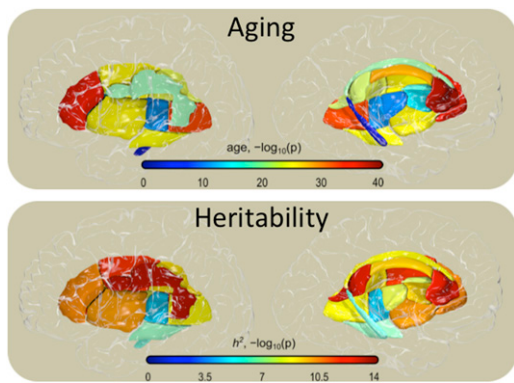 Aging
age, −log₁₀(p)
0 10 20 30 40
Heritability
h², −log₁₀(p)
0 3.5 7 10.5 14